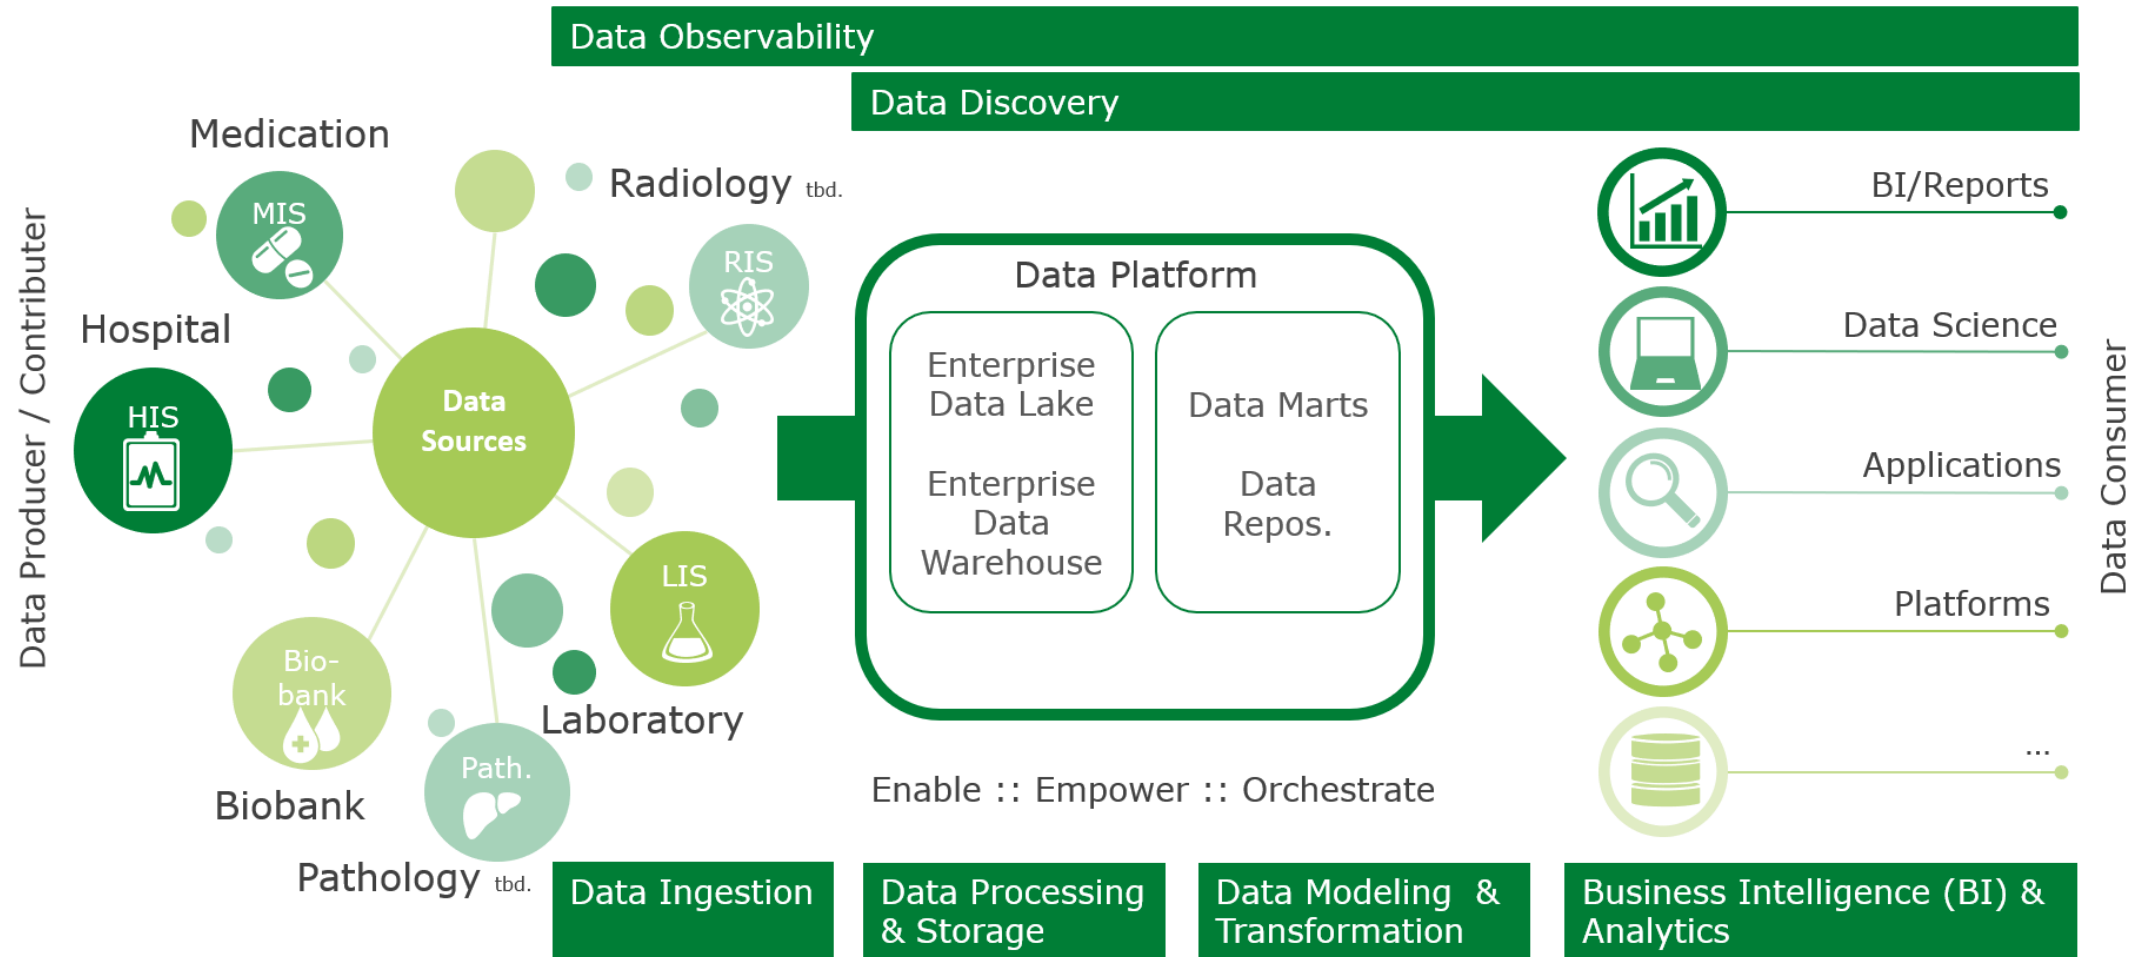 Data Observability
Data Discovery
Data Producer / Contributer
Medication
MIS
Radiology tbd.
RIS
Hospital
HIS
Data
Sources
LIS
Laboratory
Bio-
bank
Biobank
Path.
Pathology tbd.
Data Platform
Enterprise
Data Lake
Enterprise
Data
Warehouse
Data Marts
Data
Repos.
Enable :: Empower :: Orchestrate
BI/Reports
Data Science
Applications
Platforms
...
Data Consumer
Data Ingestion
Data Processing
& Storage
Data Modeling &
Transformation
Business Intelligence (BI) &
Analytics